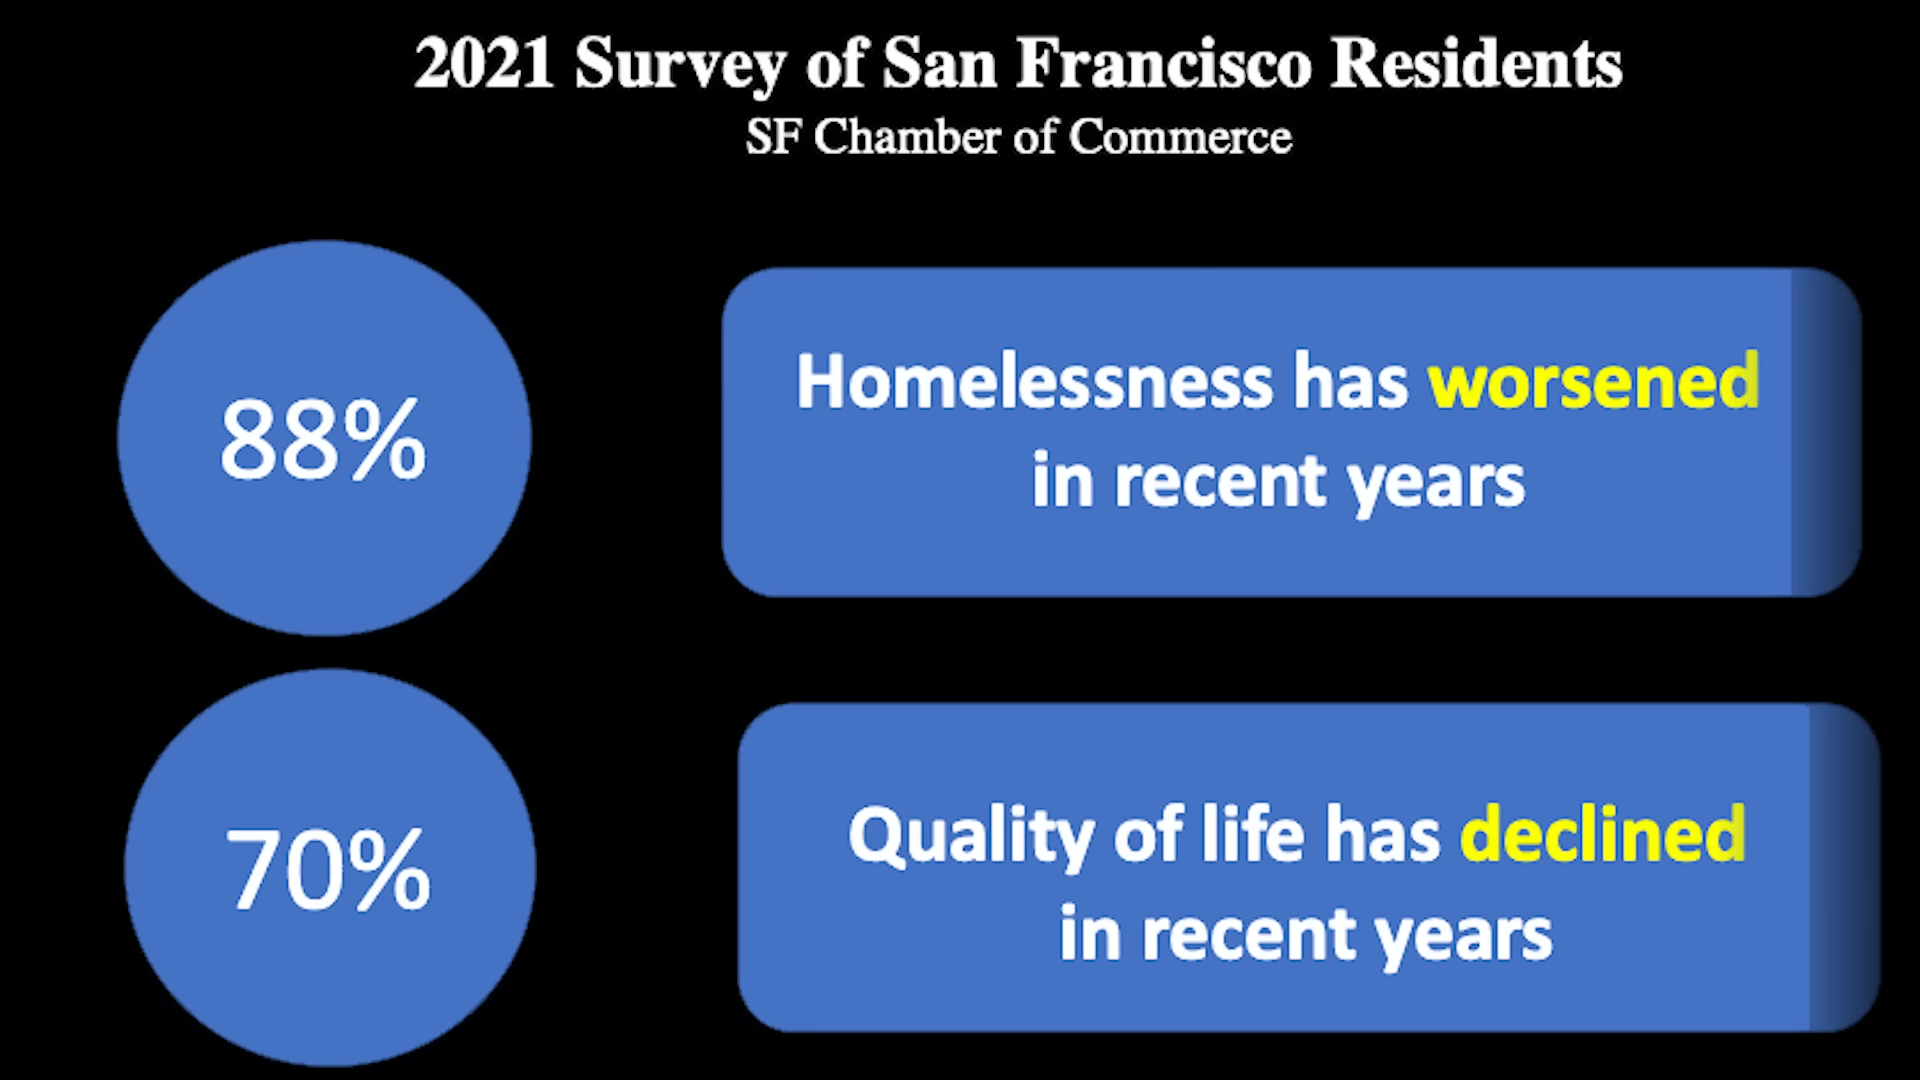 2021 Survey of San Francisco Residents
SF Chamber of Commerce
88%
Homelessness has worsened
in recent years
70%
Quality of life has declined
in recent years